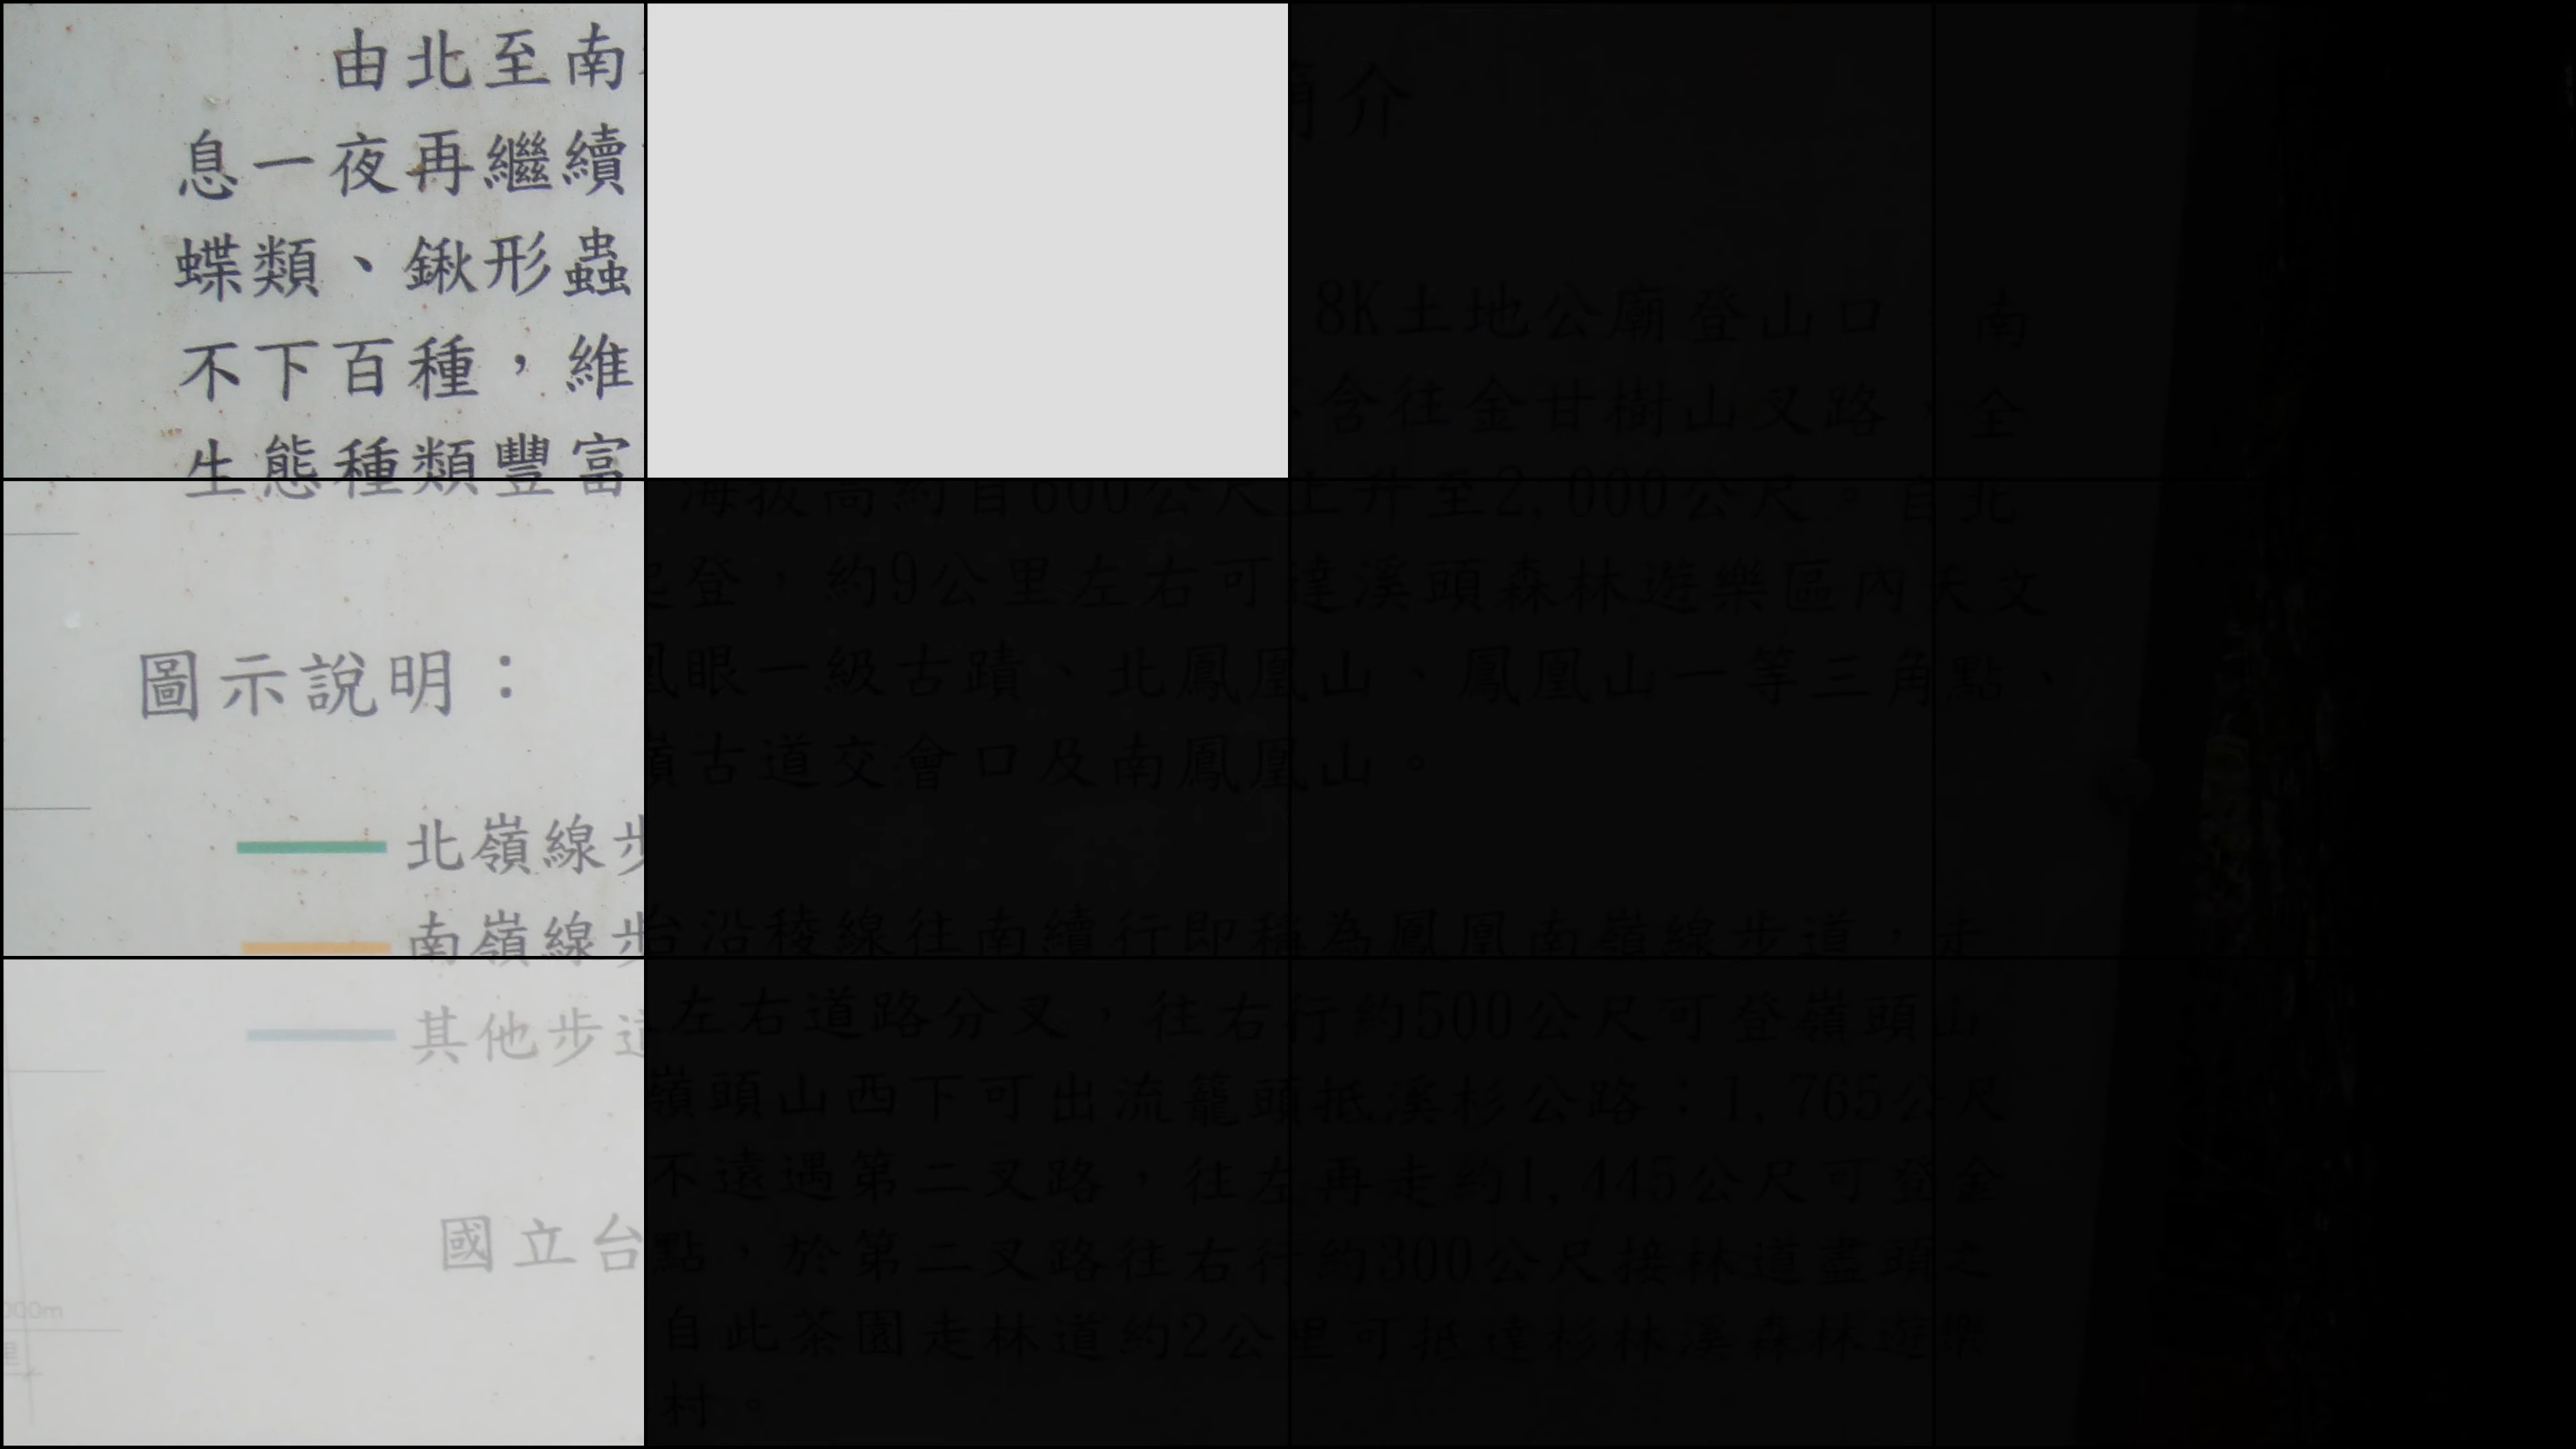 由北至南
息一夜再繼續
蝶類、鍬形蟲
不下百種，維
生態種類豐富
圖示說明：
北嶺線步
南嶺線步
其他步道
國立台
000m
里
簡介
8K土地公廟登山口，南
含往金甘樹山叉路，全
海拔高約自600公尺上升至2,000公尺。自北
起登，約9公里左右可達溪頭森林遊樂區內天文
凰眼一級古蹟、北鳳凰山、鳳凰山一等三角點、
嶺古道交會口及南鳳凰山。
台沿稜線往南續行即稱為鳳凰南嶺線步道，走
左右道路分叉，往右行約500公尺可登嶺頭山
嶺頭山西下可出流籠頭抵溪杉公路：1,765公尺
不遠遇第二叉路，往左再走約1,445公尺可登金
點，於第二叉路往右行約300公尺接林道盡頭之
自此茶園走林道約2公里可抵達杉林溪森林遊樂
村。